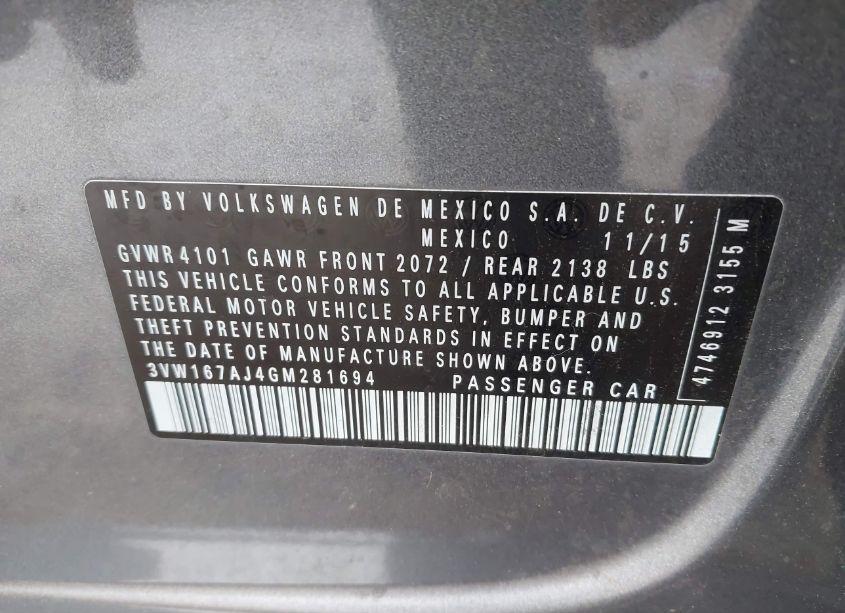 MFD BY VOLKSWAGEN DE MEXICO S.A. DE C.V.
MEXICO 11/15
GVWR 4101 GAWR FRONT 2072 / REAR 2138 LBS
THIS VEHICLE CONFORMS TO ALL APPLICABLE U.S.
FEDERAL MOTOR VEHICLE SAFETY, BUMPER AND
THEFT PREVENTION STANDARDS IN EFFECT ON
THE DATE OF MANUFACTURE SHOWN ABOVE.
3VW167AJ4GM281694 PASSENGER CAR
4746912 3155 M